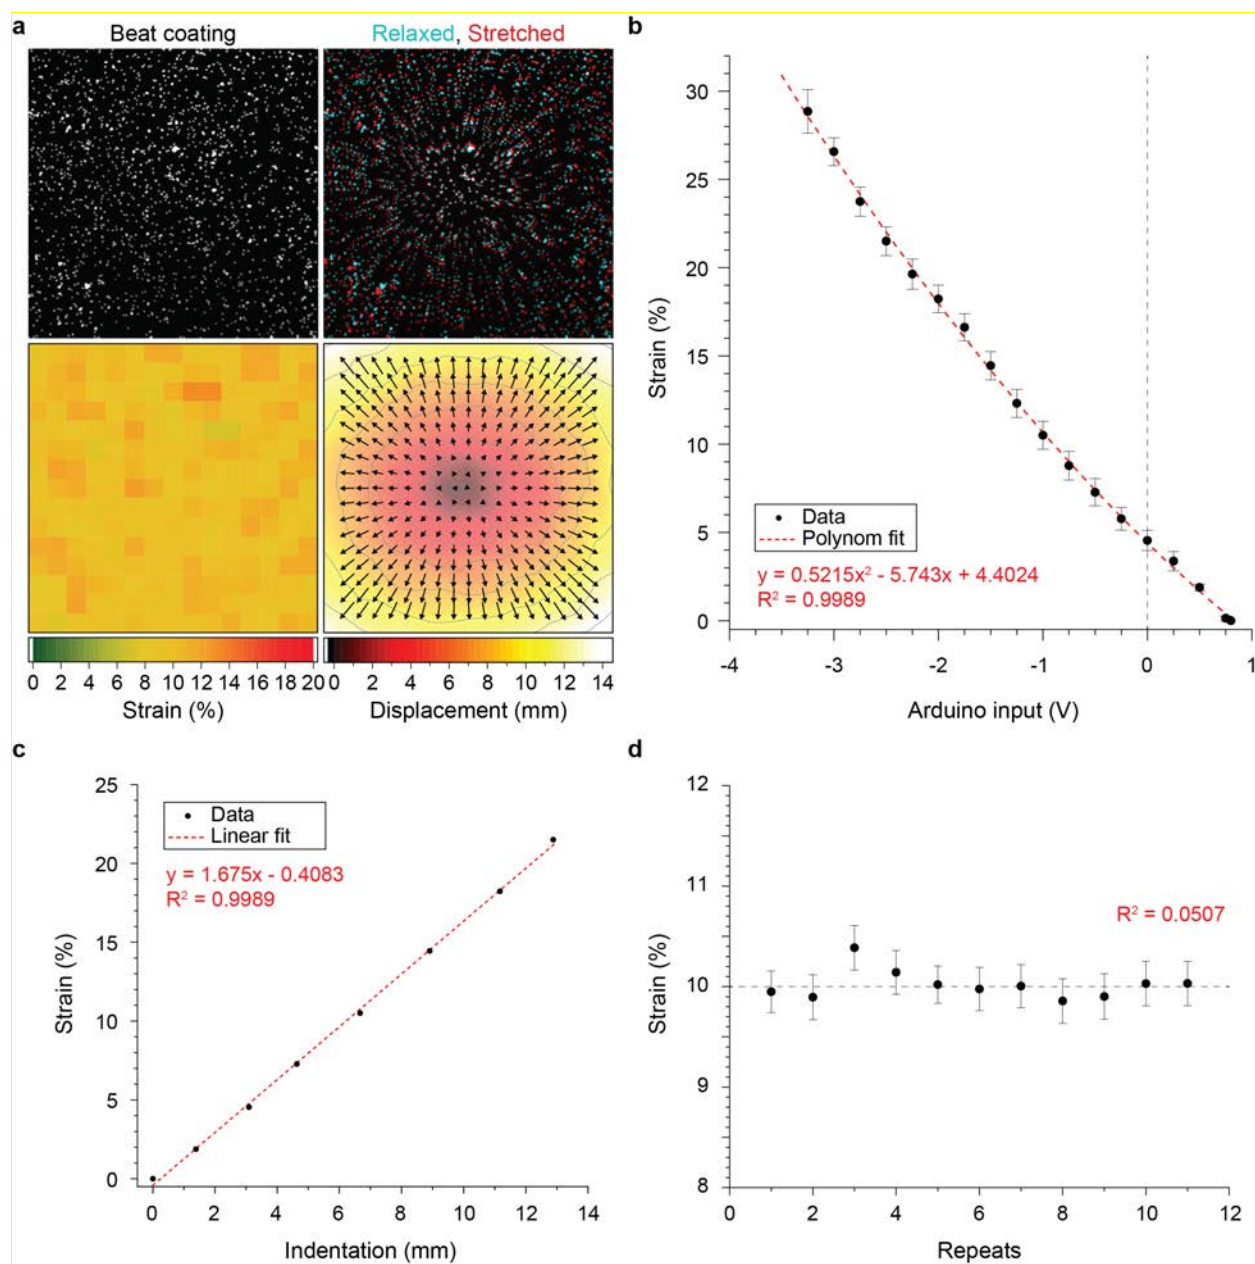 a
Beat coating
Relaxed, Stretched
0 2 4 6 8 10 12 14 16 18 20
Strain (%)
2 4 6 8 10 12 14
Displacement (mm)
b
30
25
20
15
10
5
0
Strain (%)
Data
Polynom fit
y = 0.5215x² - 5.743x + 4.4024
R² = 0.9989
-4 -3 -2 -1 0 1
Arduino input (V)
c
25
20
15
10
5
0
Strain (%)
Data
Linear fit
y = 1.675x - 0.4083
R² = 0.9989
0 2 4 6 8 10 12 14
Indentation (mm)
d
12
11
10
9
8
Strain (%)
R² = 0.0507
0 2 4 6 8 10 12
Repeats